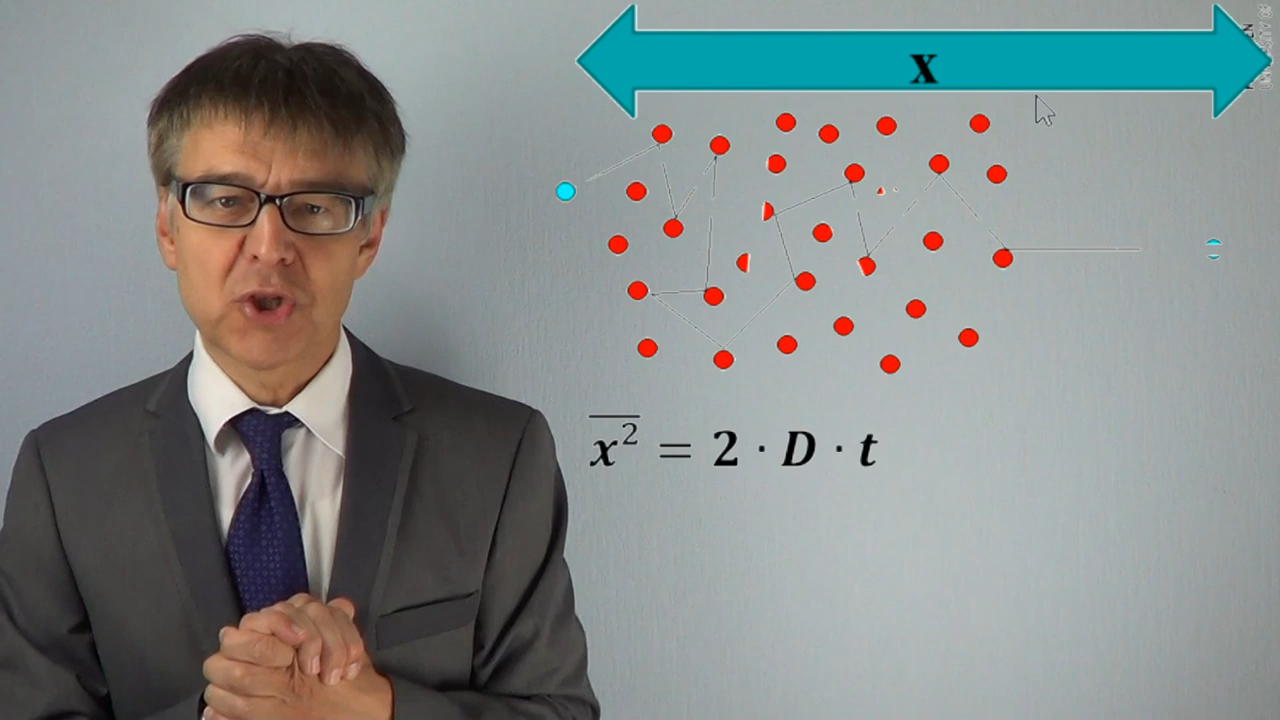 x
x² = 2 · D · t